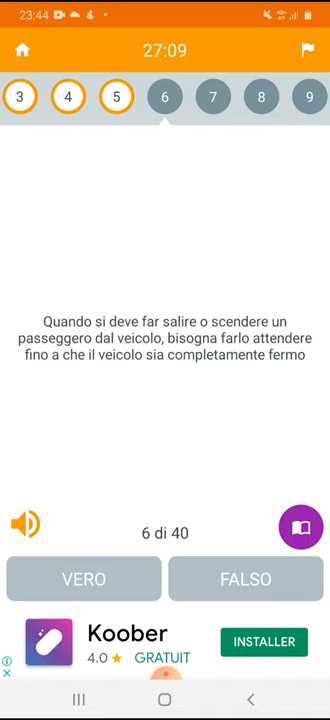 23:44
27:09
3 4 5 6 7 8 9
Quando si deve far salire o scendere un
passeggero dal veicolo, bisogna farlo attendere
fino a che il veicolo sia completamente fermo
6 di 40
VERO FALSO
Koober
4.0 GRATUIT
INSTALLER